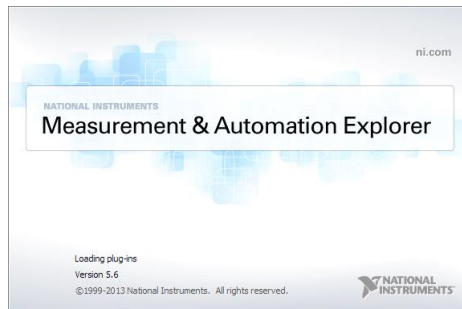 ni.com
NATIONAL INSTRUMENTS
Measurement & Automation Explorer
Loading plug-ins
Version 5.6
©1999-2013 National Instruments. All rights reserved.
NATIONAL
INSTRUMENTS